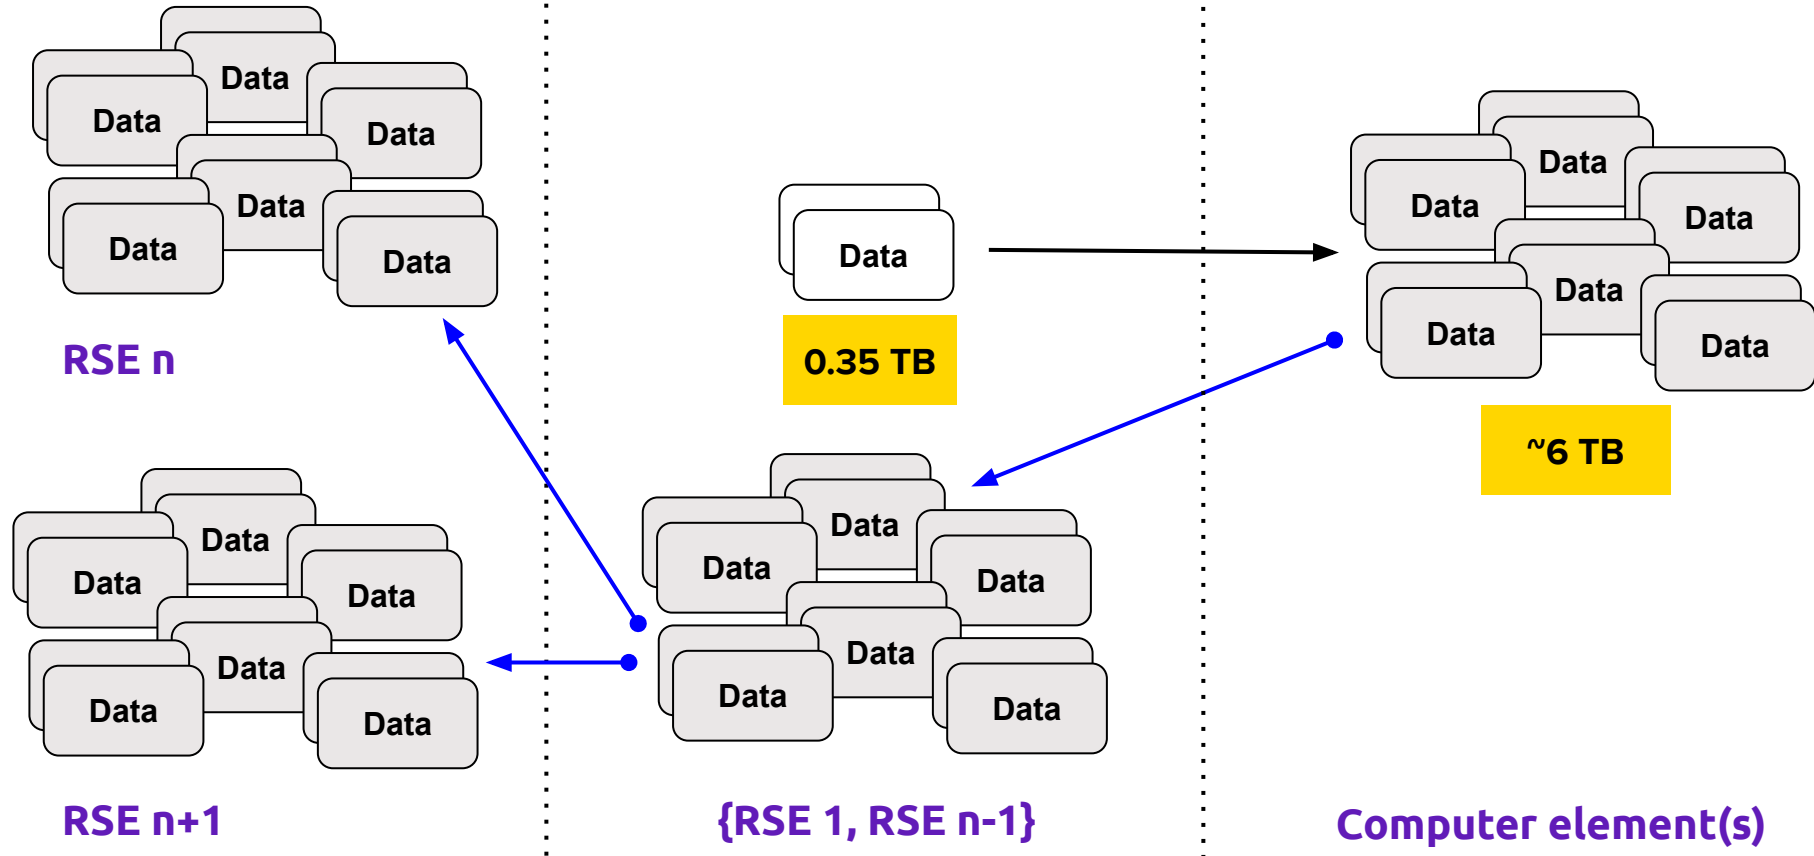 Data
Data
Data
Data
Data
Data
RSE n
Data
Data
Data
Data
Data
Data
RSE n+1
Data
0.35 TB
Data
Data
Data
Data
Data
Data
{RSE 1, RSE n-1}
Data
Data
Data
Data
Data
Data
~6 TB
Computer element(s)